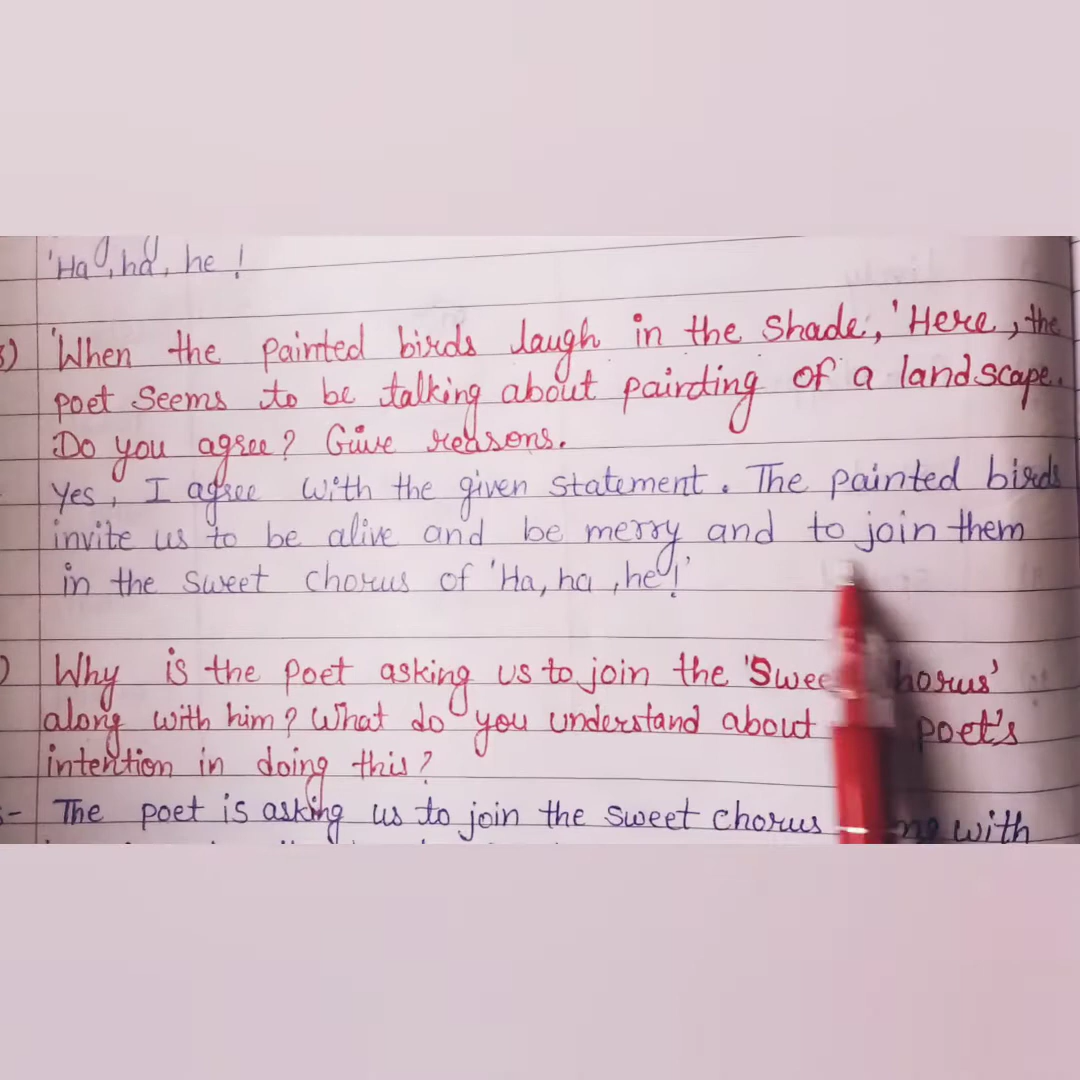 'Ha, ha, he!
'When the painted birds laugh in the shade,' Here, the
poet seems to be talking about painting of a landscape.
Do you agree? Give reasons.
Yes, I agree with the given statement. The painted birds
invite us to be alive and be merry and to join them
in the sweet chorus of 'Ha, ha, he!'
Why is the poet asking us to join the 'Swee horus'
along with him? What do you understand about poet's
intention in doing this?
The poet is asking us to join the sweet chorus with